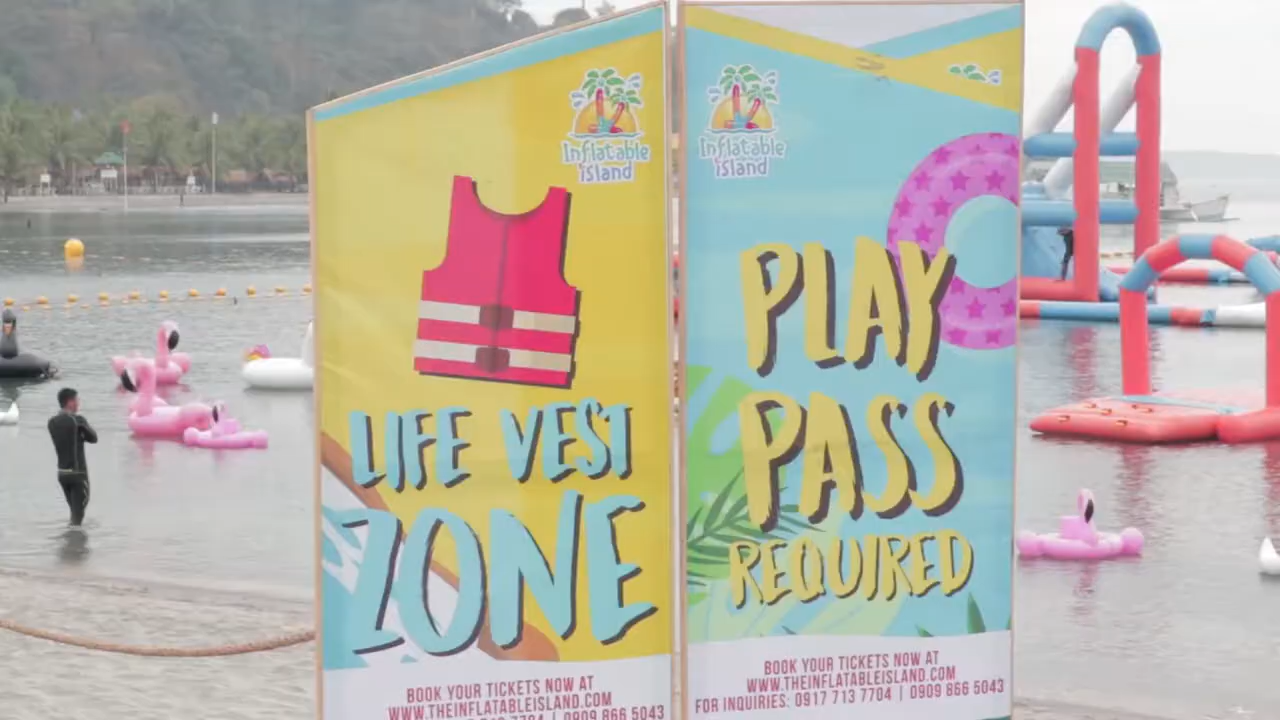 Inflatable
island
LIFE VEST
ZONE
BOOK YOUR TICKETS NOW AT
WWW.THEINFLATABLEISLAND.COM
7704 | 0909 866 5043
Inflatable
island
PLAY
PASS
REQUIRED
BOOK YOUR TICKETS NOW AT
WWW.THEINFLATABLEISLAND.COM
FOR INQUIRIES: 0917 713 7704 | 0909 866 5043